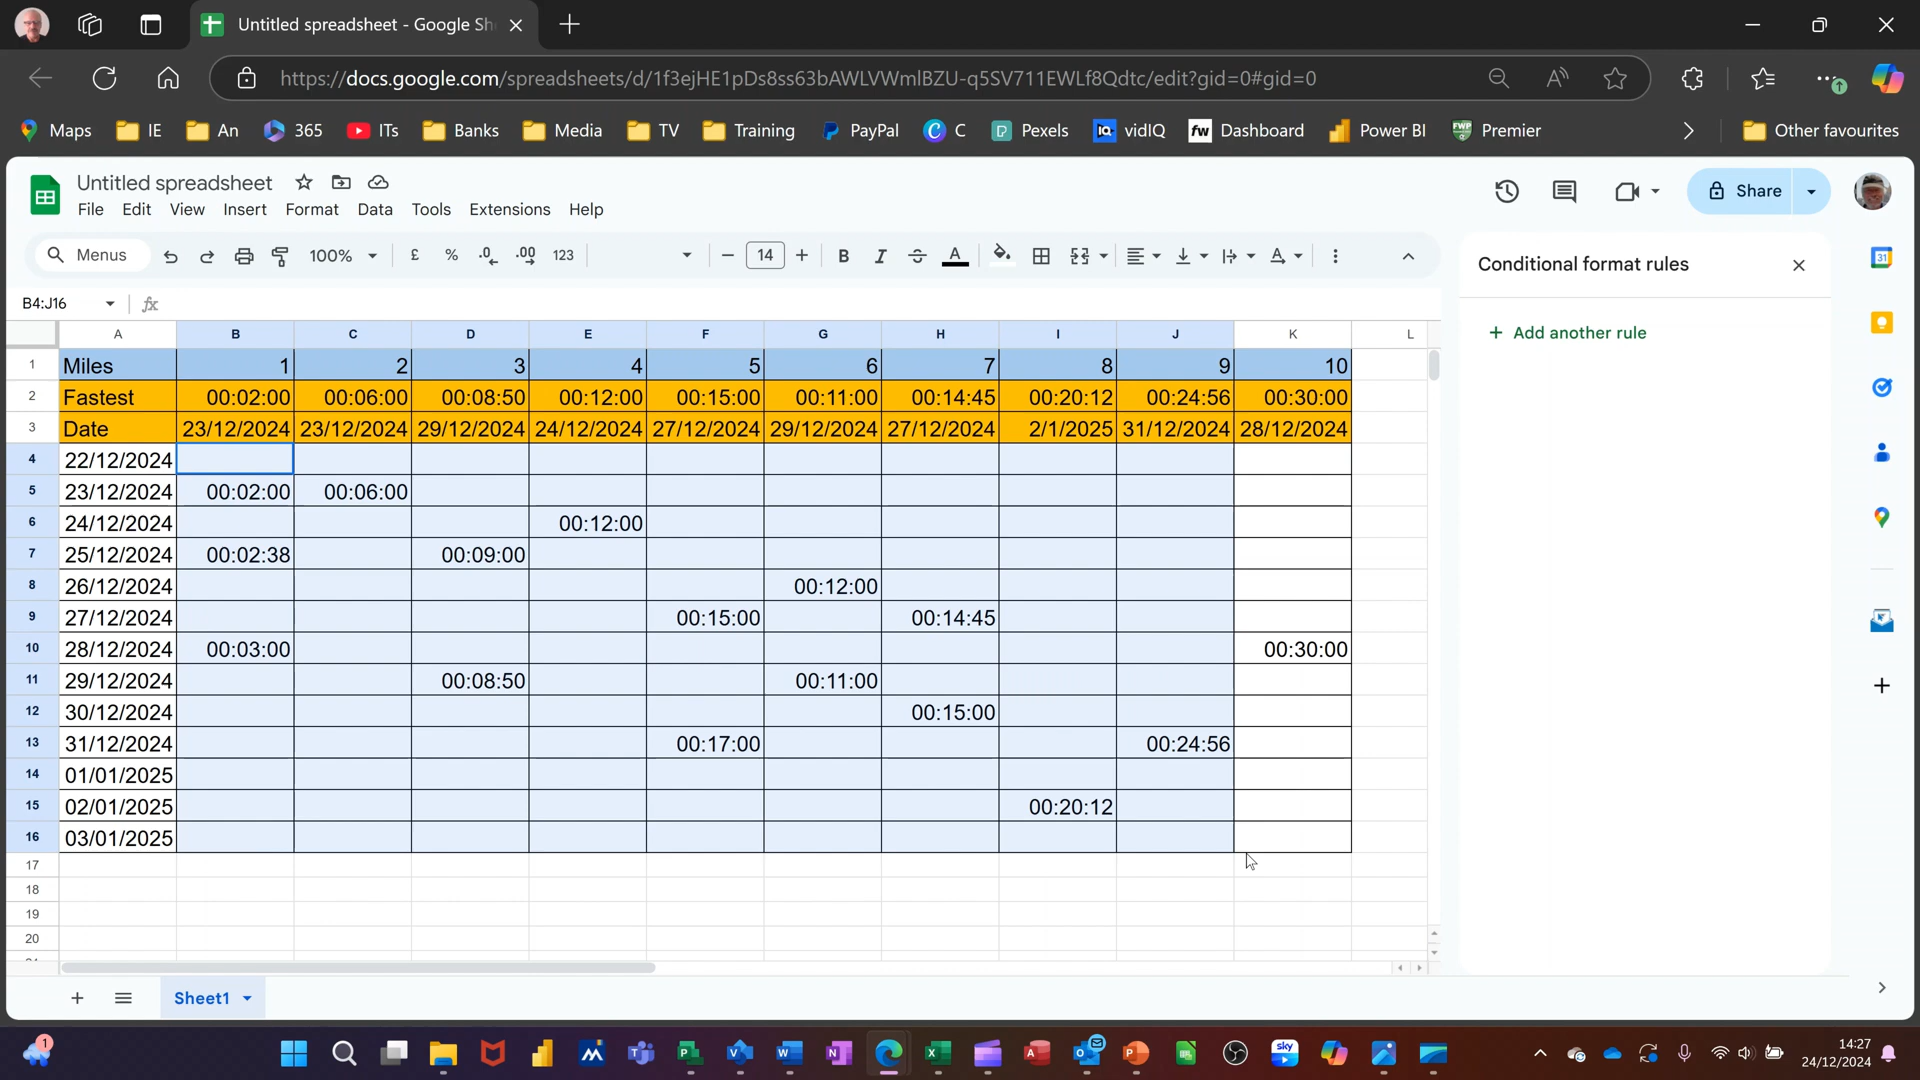 Untitled spreadsheet - Google Sh
https://docs.google.com/spreadsheets/d/1f3ejHE1pDs8ss63bAWLVWmlBZU-q5SV711EWLf8Qdtc/edit?gid=0#gid=0
Maps IE An 365 ITs Banks Media TV Training PayPal C Pexels vidIQ Dashboard Power BI Premier Other favourites
Untitled spreadsheet
Share
File Edit View Insert Format Data Tools Extensions Help
Menus 100% £ % .0 .00 123 14 B I S A A
Conditional format rules
B4:J16 fx
A B C D E F G H I J K L
Add another rule
1 Miles 1 2 3 4 5 6 7 8 9 10
2 Fastest 00:02:00 00:06:00 00:08:50 00:12:00 00:15:00 00:11:00 00:14:45 00:20:12 00:24:56 00:30:00
3 Date 23/12/2024 23/12/2024 29/12/2024 24/12/2024 27/12/2024 29/12/2024 27/12/2024 2/1/2025 31/12/2024 28/12/2024
4 22/12/2024
5 23/12/2024 00:02:00 00:06:00
6 24/12/2024 00:12:00
7 25/12/2024 00:02:38 00:09:00
8 26/12/2024 00:12:00
9 27/12/2024 00:15:00 00:14:45
10 28/12/2024 00:03:00 00:30:00
11 29/12/2024 00:08:50 00:11:00
12 30/12/2024 00:15:00
13 31/12/2024 00:17:00 00:24:56
14 01/01/2025
15 02/01/2025 00:20:12
16 03/01/2025
17
18
19
20
Sheet1
14:27
24/12/2024